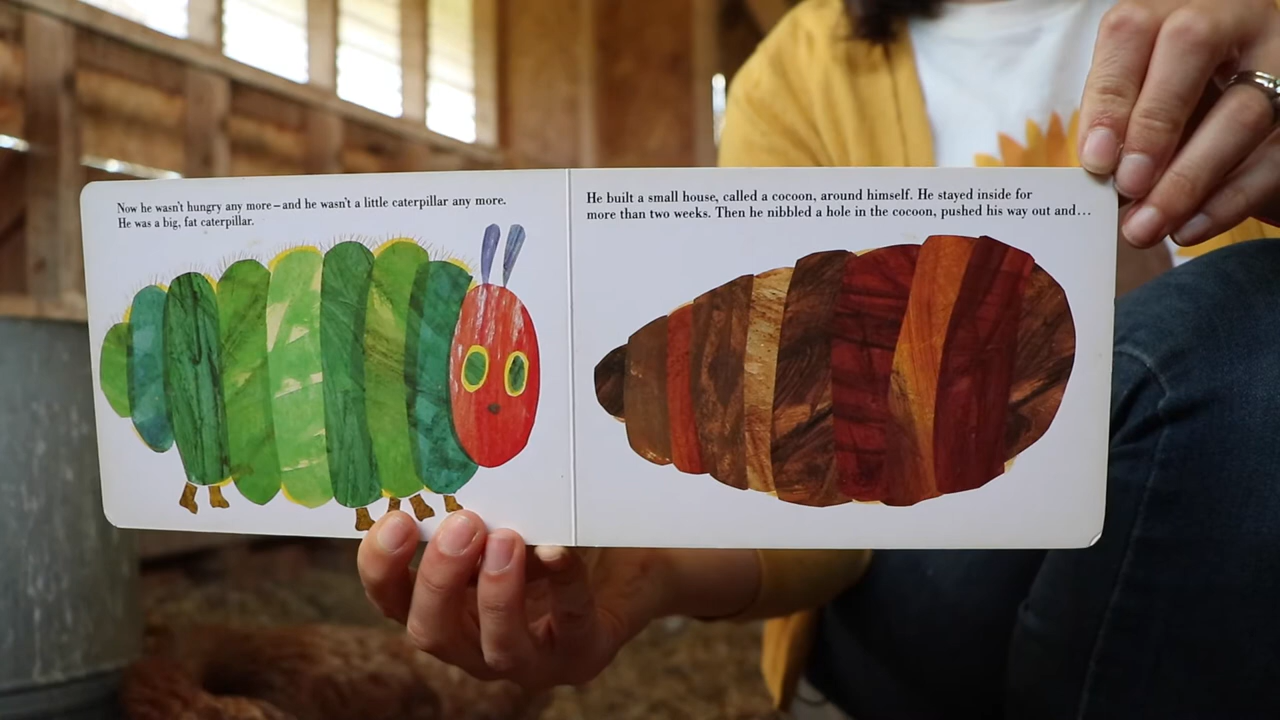 Now he wasn't hungry any more–and he wasn't a little caterpillar any more.
He was a big, fat caterpillar.
He built a small house, called a cocoon, around himself. He stayed inside for
more than two weeks. Then he nibbled a hole in the cocoon, pushed his way out and...